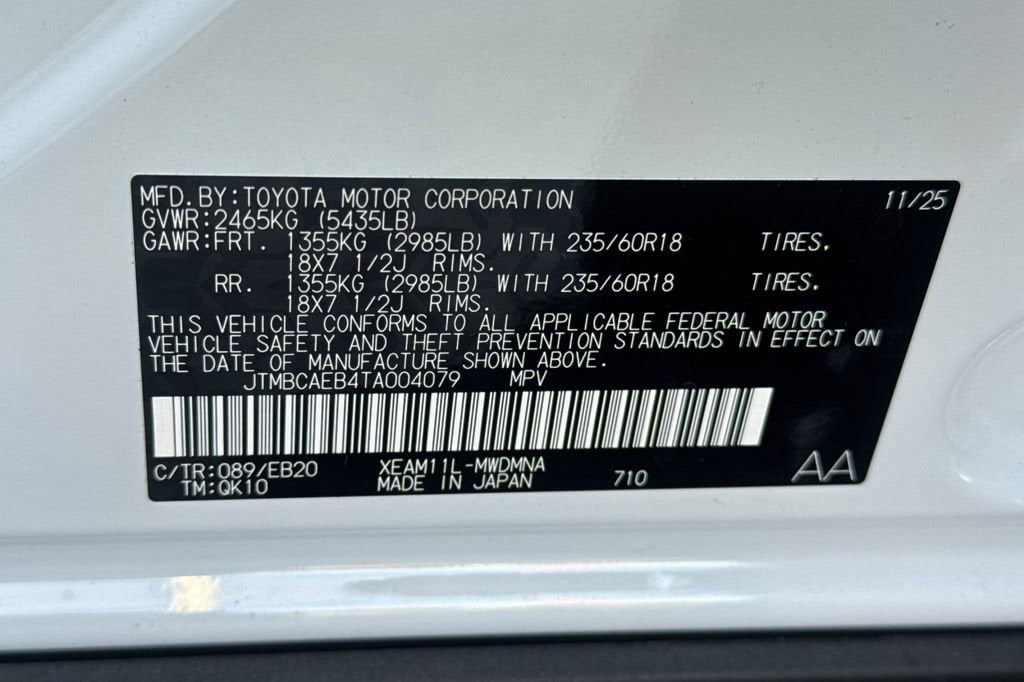 MFD.BY:TOYOTA MOTOR CORPORATION 11/25
GVWR:2465KG (5435LB)
GAWR:FRT. 1355KG (2985LB) WITH 235/60R18 TIRES.
18X7 1/2J RIMS.
RR. 1355KG (2985LB) WITH 235/60R18 TIRES.
18X7 1/2J RIMS.
THIS VEHICLE CONFORMS TO ALL APPLICABLE FEDERAL MOTOR
VEHICLE SAFETY AND THEFT PREVENTION STANDARDS IN EFFECT ON
THE DATE OF MANUFACTURE SHOWN ABOVE.
JTMBCAEB4TA004079 MPV
C/TR:089/EB20 XEAM11L-MWDMNA
TM:QK10 MADE IN JAPAN 710 AA